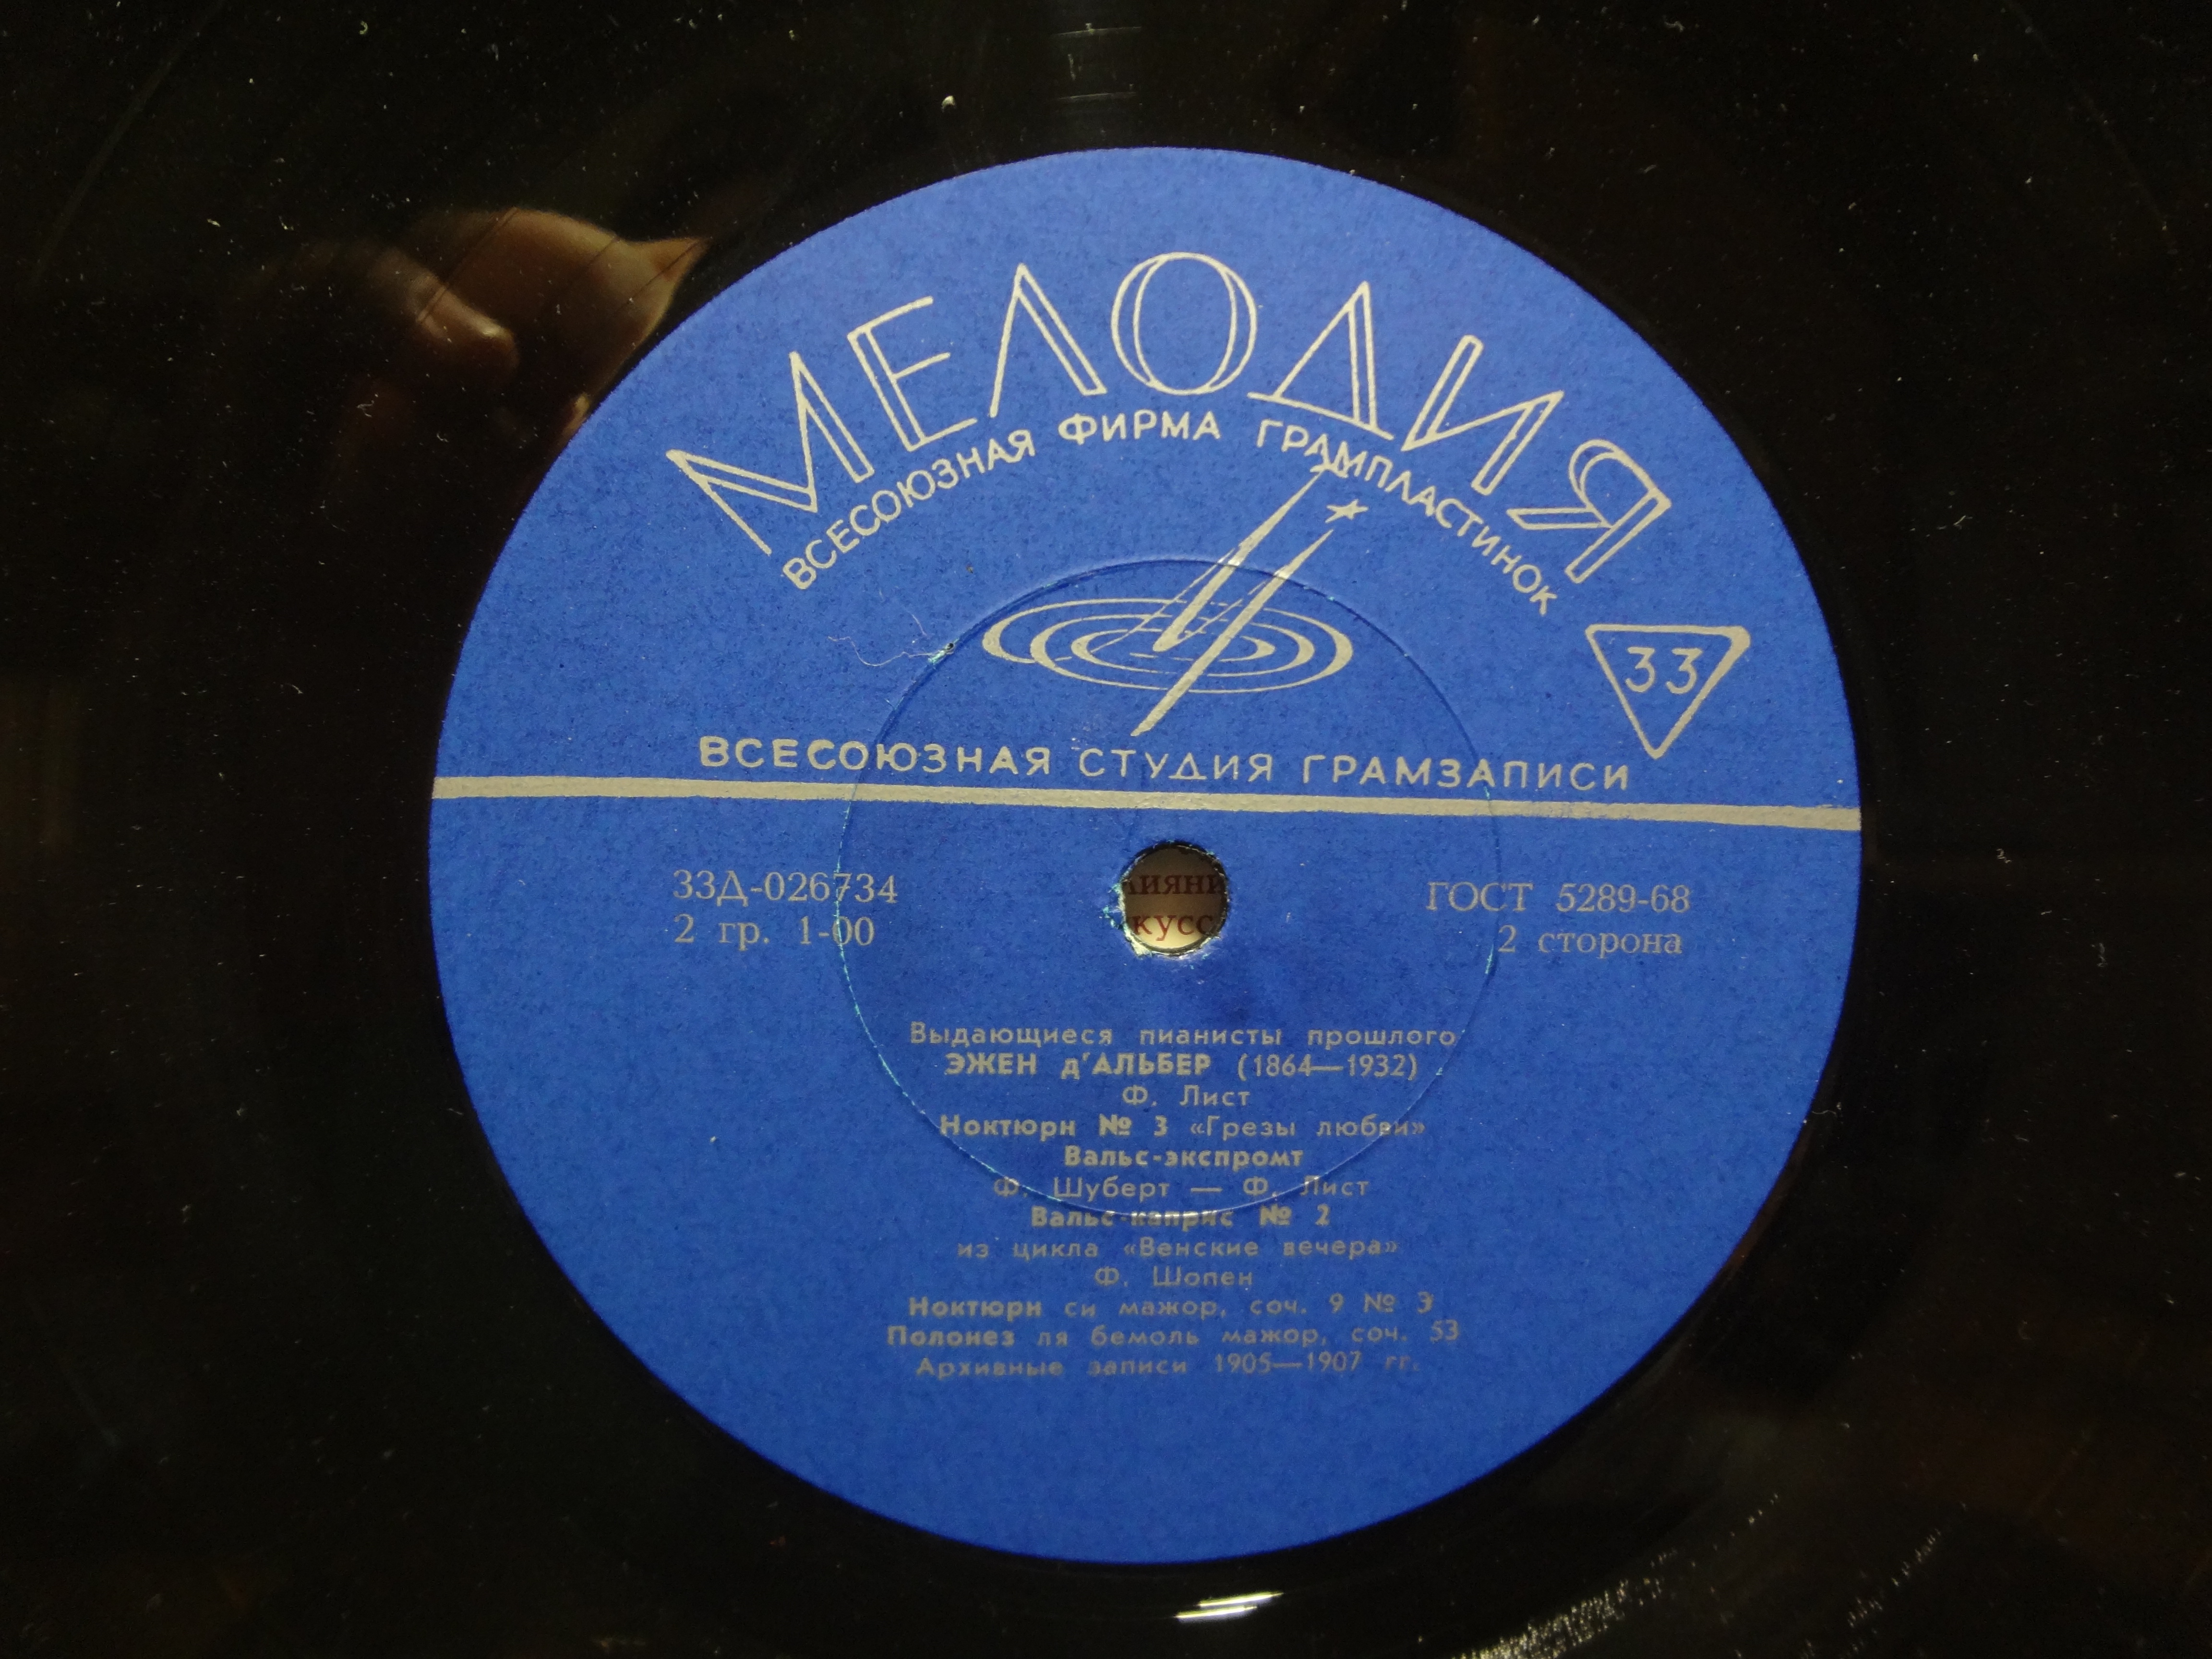 МЕЛОДИЯ
ВСЕСОЮЗНАЯ ФИРМА ГРАМПЛАСТИНОК
33
ВСЕСОЮЗНАЯ СТУДИЯ ГРАМЗАПИСИ
33Д-026734
2 гр. 1-00
ГОСТ 5289-68
2 сторона
Выдающиеся пианисты прошлого
ЭЖЕН д'АЛЬБЕР (1864—1932)
Ф. Лист
Ноктюрн № 3 «Грезы любви»
Вальс-экспромт
Ф. Шуберт — Ф. Лист
Вальс-каприс № 2
из цикла «Венские вечера»
Ф. Шопен
Ноктюрн си мажор, соч. 9 № 3
Полонез ля бемоль мажор, соч. 53
Архивные записи 1905—1907 гг.